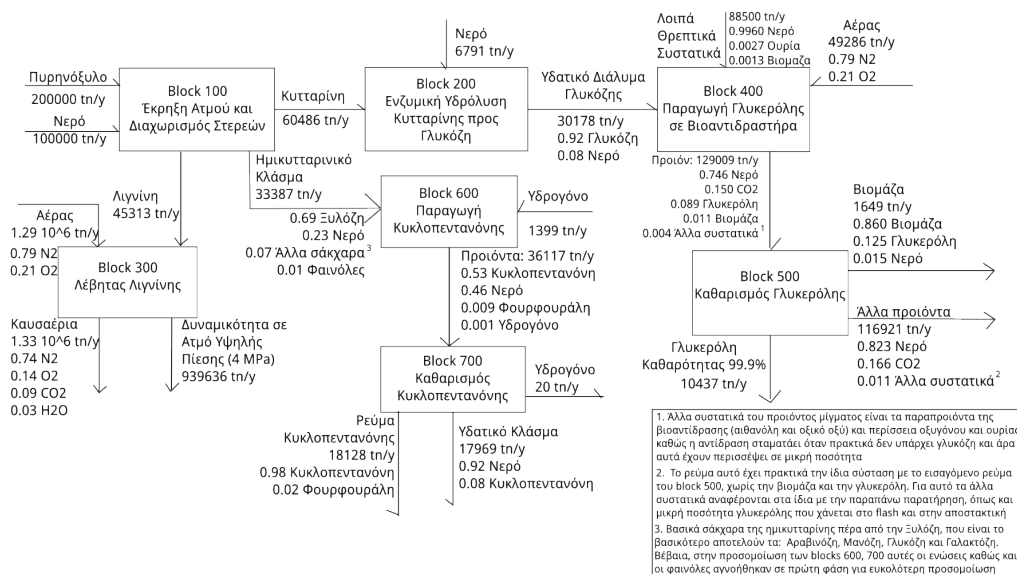 Πυρηνόξυλο
200000 tn/y
Νερό
100000 tn/y
Block 100
Έκρηξη Ατμού και
Διαχωρισμός Στερεών
Κυτταρίνη
60486 tn/y
Νερό
6791 tn/y
Block 200
Ενζυμική Υδρόλυση
Κυτταρίνης προς
Γλυκόζη
Υδατικό Διάλυμα
Γλυκόζης
30178 tn/y
0.92 Γλυκόζη
0.08 Νερό
Λοιπά
Θρεπτικά
Συστατικά
88500 tn/y
0.9960 Νερό
0.0027 Ουρία
0.0013 Βιομαζα
Αέρας
49286 tn/y
0.79 N2
0.21 O2
Block 400
Παραγωγή Γλυκερόλης
σε Βιοαντιδραστήρα
Λιγνίνη
45313 tn/y
Ημικυτταρινικό
Κλάσμα
33387 tn/y
0.69 Ξυλόζη
0.23 Νερό
0.07 Άλλα σάκχαρα 3
0.01 Φαινόλες
Block 600
Παραγωγή
Κυκλοπεντανόνης
Υδρογόνο
1399 tn/y
Προιόν: 129009 tn/y
0.746 Νερό
0.150 CO2
0.089 Γλυκερόλη
0.011 Βιομάζα
0.004 Άλλα συστατικά 1
Αέρας
1.29 10^6 tn/y
0.79 N2
0.21 O2
Block 300
Λέβητας Λιγνίνης
Καυσαέρια
1.33 10^6 tn/y
0.74 N2
0.14 O2
0.09 CO2
0.03 H2O
Δυναμικότητα σε
Ατμό Υψηλής
Πίεσης (4 MPa)
939636 tn/y
Προιόντα: 36117 tn/y
0.53 Κυκλοπεντανόνη
0.46 Νερό
0.009 Φουρφουράλη
0.001 Υδρογόνο
Block 700
Καθαρισμός
Κυκλοπεντανόνης
Υδρογόνο
20 tn/y
Ρεύμα
Κυκλοπεντανόνης
18128 tn/y
0.98 Κυκλοπεντανόνη
0.02 Φουρφουράλη
Υδατικό Κλάσμα
17969 tn/y
0.92 Νερό
0.08 Κυκλοπεντανόνη
Block 500
Καθαρισμός Γλυκερόλης
Βιομάζα
1649 tn/y
0.860 Βιομάζα
0.125 Γλυκερόλη
0.015 Νερό
Άλλα προιόντα
116921 tn/y
0.823 Νερό
0.166 CO2
0.011 Άλλα συστατικά 2
Γλυκερόλη
Καθαρότητας 99.9%
10437 tn/y
1. Άλλα συστατικά του προιόντος μίγματος είναι τα παραπροιόντα της
βιοαντίδρασης (αιθανόλη και οξικό οξύ) και περίσσεια οξυγόνου και ουρίας
καθώς η αντίδραση σταματάει όταν πρακτικά δεν υπάρχει γλυκόζη και άρα
αυτά έχουν περισσέψει σε μικρή ποσότητα
2. Το ρεύμα αυτό έχει πρακτικά την ίδια σύσταση με το εισαγόμενο ρεύμα
του block 500, χωρίς την βιομάζα και την γλυκερόλη. Για αυτό τα άλλα
συστατικά αναφέρονται στα ίδια με την παραπάνω παρατήρηση, όπως και
μικρή ποσότητα γλυκερόλης που χάνεται στο flash και στην αποστακτική
3. Βασικά σάκχαρα της ημικυτταρίνης πέρα από την Ξυλόζη, που είναι το
βασικότερο αποτελούν τα: Αραβινόζη, Μανόζη, Γλυκόζη και Γαλακτόζη.
Βέβαια, στην προσομοίωση των blocks 600, 700 αυτές οι ενώσεις καθώς και
οι φαινόλες αγνοήθηκαν σε πρώτη φάση για ευκολότερη προσομοίωση